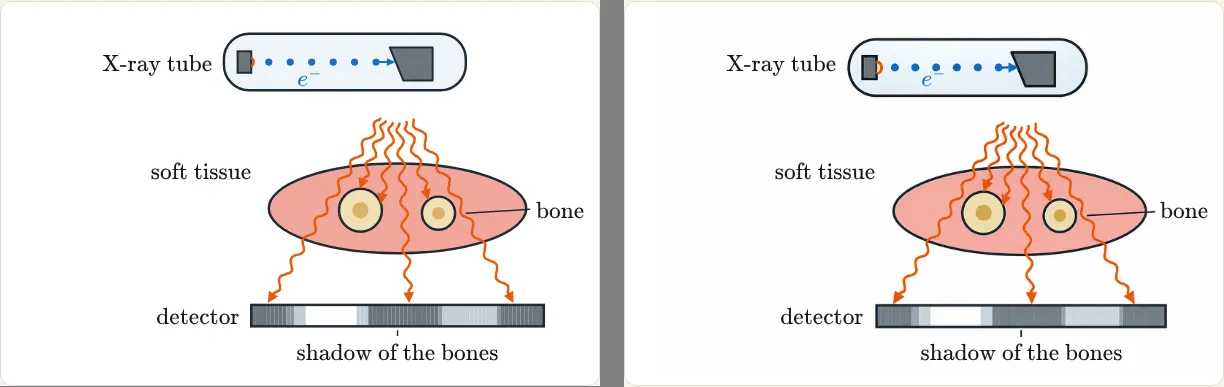 X-ray tube
e⁻
soft tissue
bone
detector
shadow of the bones
X-ray tube
e⁻
soft tissue
bone
detector
shadow of the bones